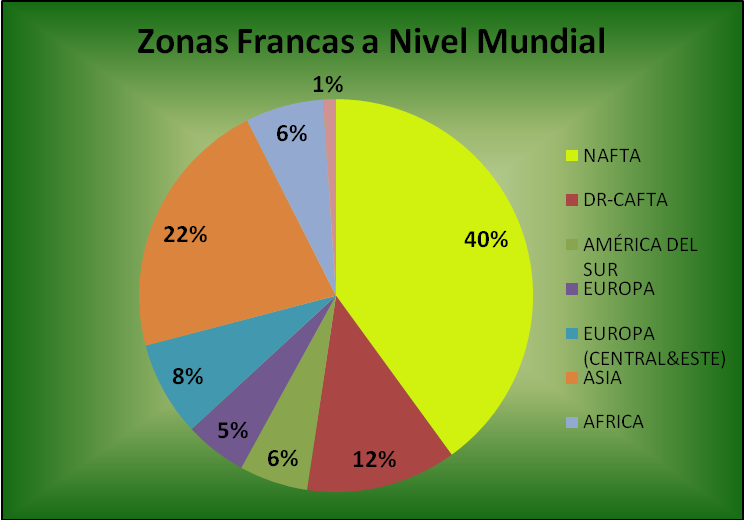 Zonas Francas a Nivel Mundial
1%
6%
40%
22%
8%
5%
6%
12%
NAFTA
DR-CAFTA
AMÉRICA DEL
SUR
EUROPA
EUROPA
(CENTRAL&ESTE)
ASIA
AFRICA